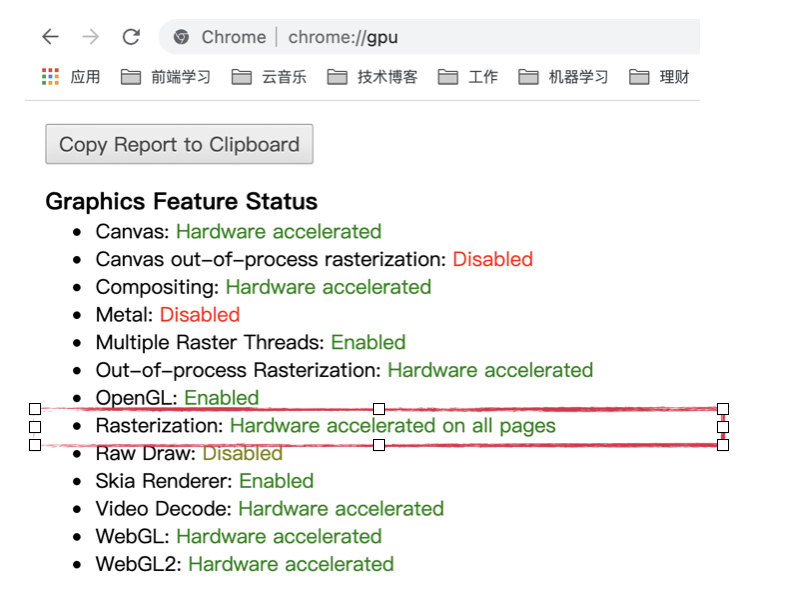 Chrome | chrome://gpu
应用 前端学习 云音乐 技术博客 工作 机器学习 理财
Copy Report to Clipboard
Graphics Feature Status
• Canvas: Hardware accelerated
• Canvas out-of-process rasterization: Disabled
• Compositing: Hardware accelerated
• Metal: Disabled
• Multiple Raster Threads: Enabled
• Out-of-process Rasterization: Hardware accelerated
• OpenGL: Enabled
• Rasterization: Hardware accelerated on all pages
• Raw Draw: Disabled
• Skia Renderer: Enabled
• Video Decode: Hardware accelerated
• WebGL: Hardware accelerated
• WebGL2: Hardware accelerated